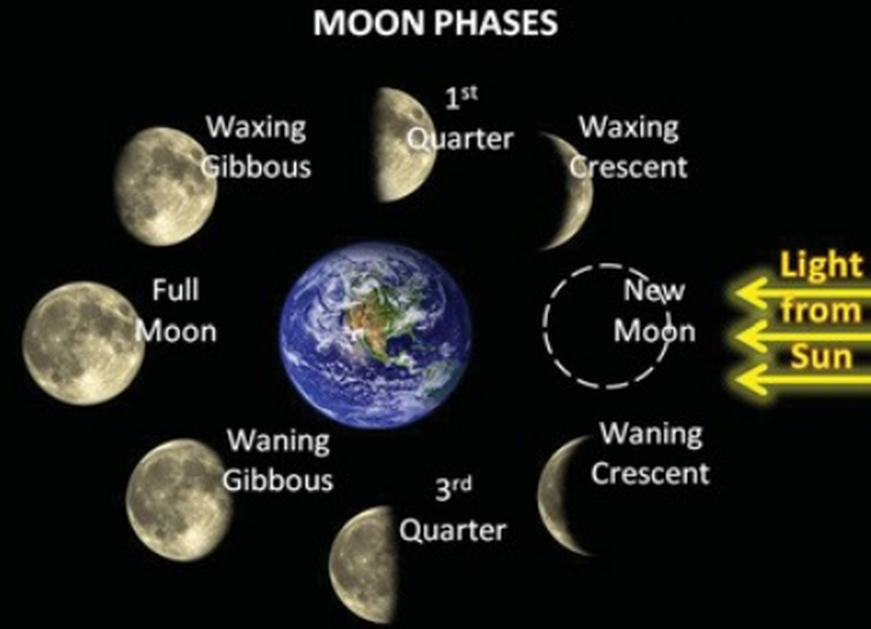 MOON PHASES
1st
Quarter
Waxing
Gibbous
Waxing
Crescent
Full
Moon
New
Moon
Light
from
Sun
Waning
Gibbous
3rd
Quarter
Waning
Crescent